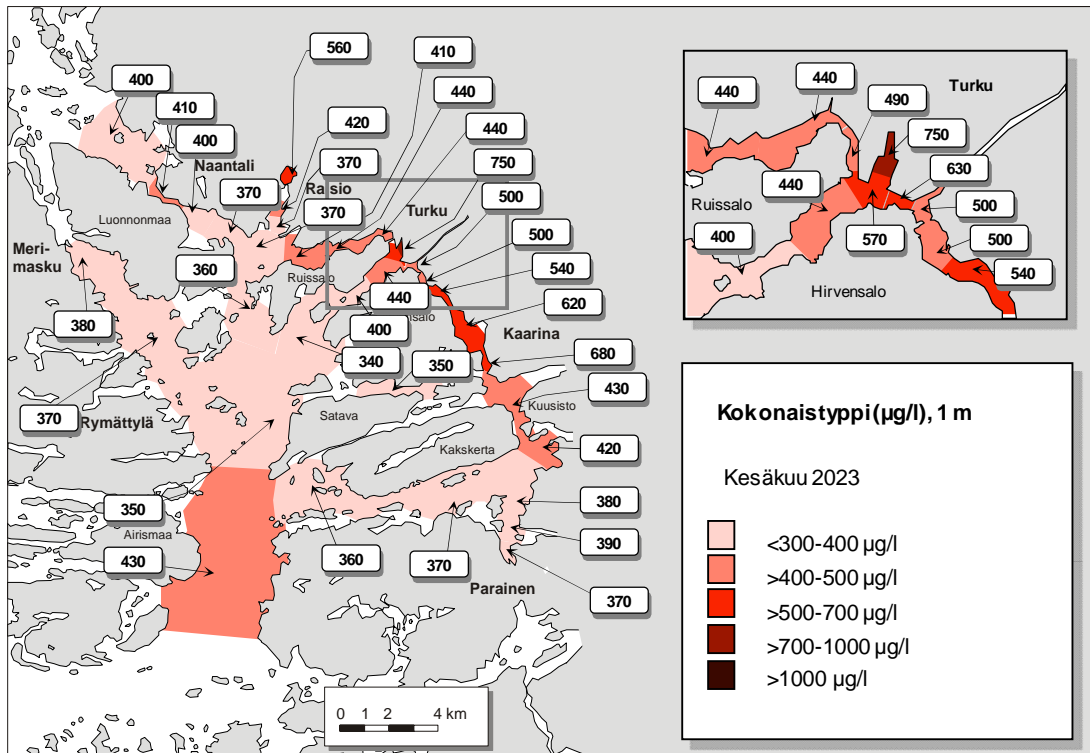 560
410
400
440
410
420
440
400
370
750
Naantali
370
Raisio
370
Turku
500
Luonnonmaa
500
Meri-
masku
360
Ruissalo
540
440
620
380
400
Kaarina
340
350
680
430
370
Rymättylä
Satava
Kuusisto
Kakskerta
420
350
380
Airismaa
430
360
370
390
Parainen
370
0 1 2 4 km
440
440
Turku
490
750
630
440
Ruissalo
500
400
570
500
540
Hirvensalo
Kokonaistyppi (µg/l), 1 m
Kesäkuu 2023
<300-400 µg/l
>400-500 µg/l
>500-700 µg/l
>700-1000 µg/l
>1000 µg/l